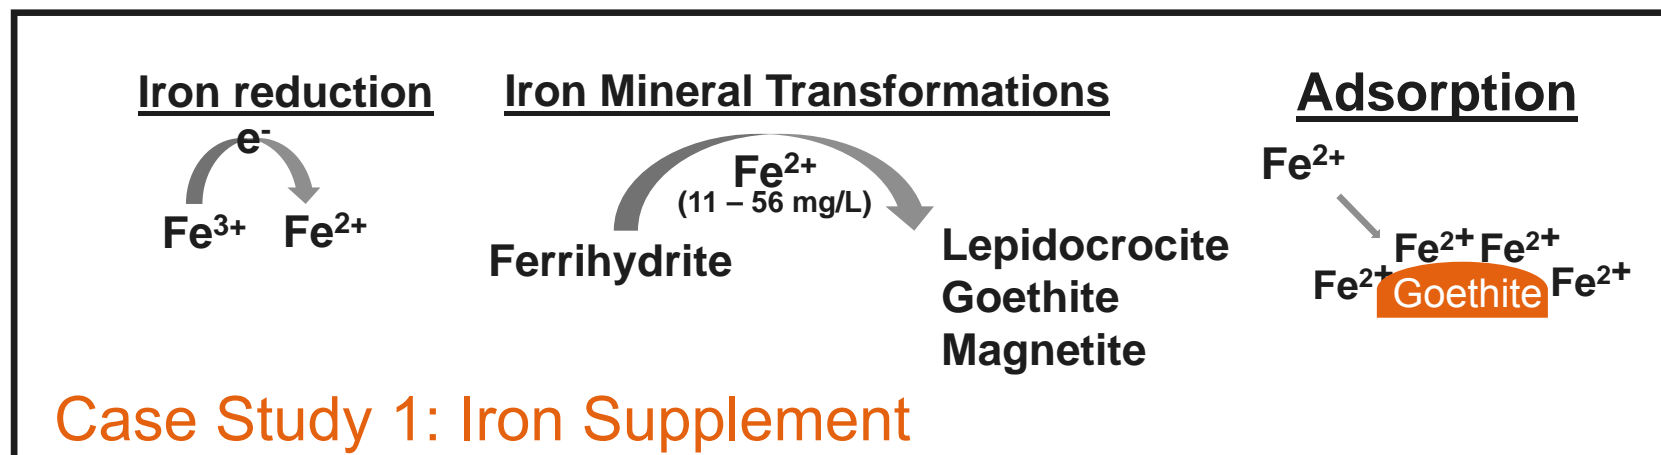 Iron reduction
e⁻
Fe³⁺ Fe²⁺
Iron Mineral Transformations
Fe²⁺
(11 – 56 mg/L)
Ferrihydrite
Lepidocrocite
Goethite
Magnetite
Adsorption
Fe²⁺
Fe²⁺ Fe²⁺
Fe²⁺ Goethite Fe²⁺
Case Study 1: Iron Supplement